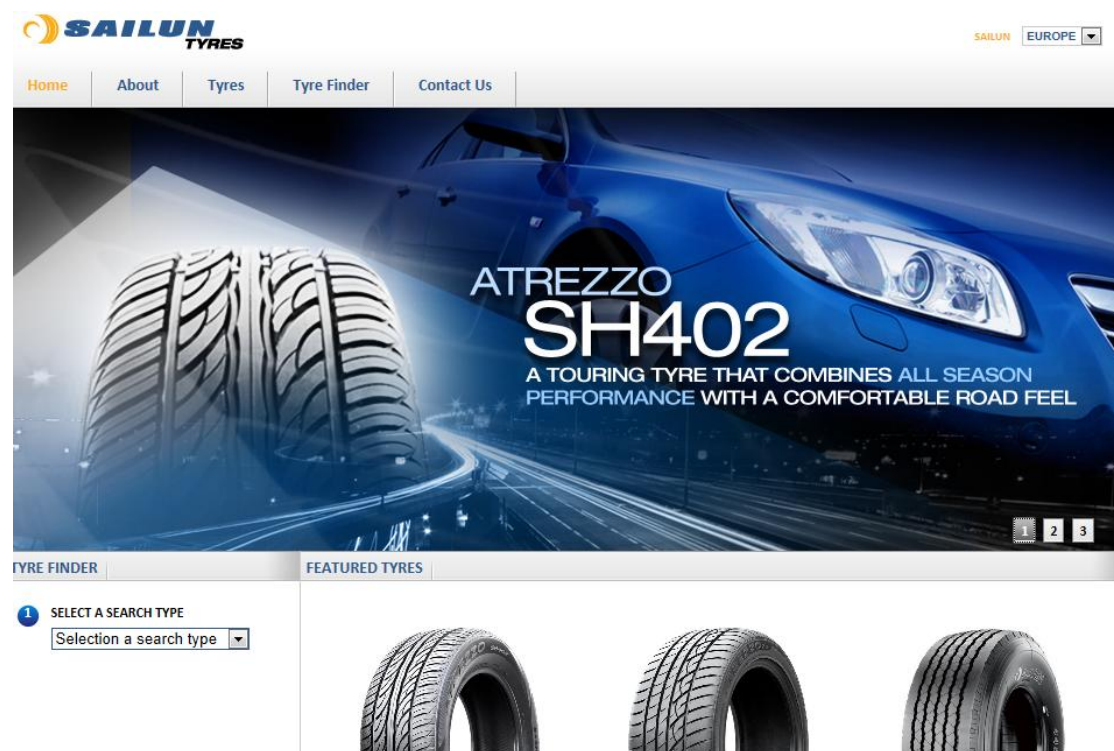 SAILUN
TYRES
SAILUN EUROPE
Home About Tyres Tyre Finder Contact Us
ATREZZO
SH402
A TOURING TYRE THAT COMBINES ALL SEASON
PERFORMANCE WITH A COMFORTABLE ROAD FEEL
1 2 3
TYRE FINDER
FEATURED TYRES
1 SELECT A SEARCH TYPE
Selection a search type